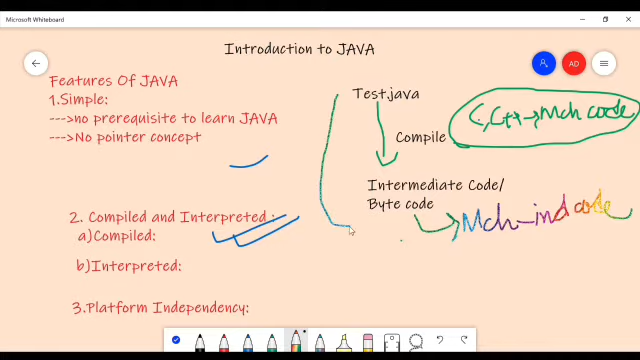 Microsoft Whiteboard
Introduction to JAVA
AD
Features Of JAVA
1.Simple:
--->no prerequisite to learn JAVA
--->No pointer concept
2. Compiled and Interpreted :
a)Compiled:
b)Interpreted:
3.Platform Independency:
Test.java
Compile
C, C++→Mch code
Intermediate Code/
Byte code
Mch-ind code